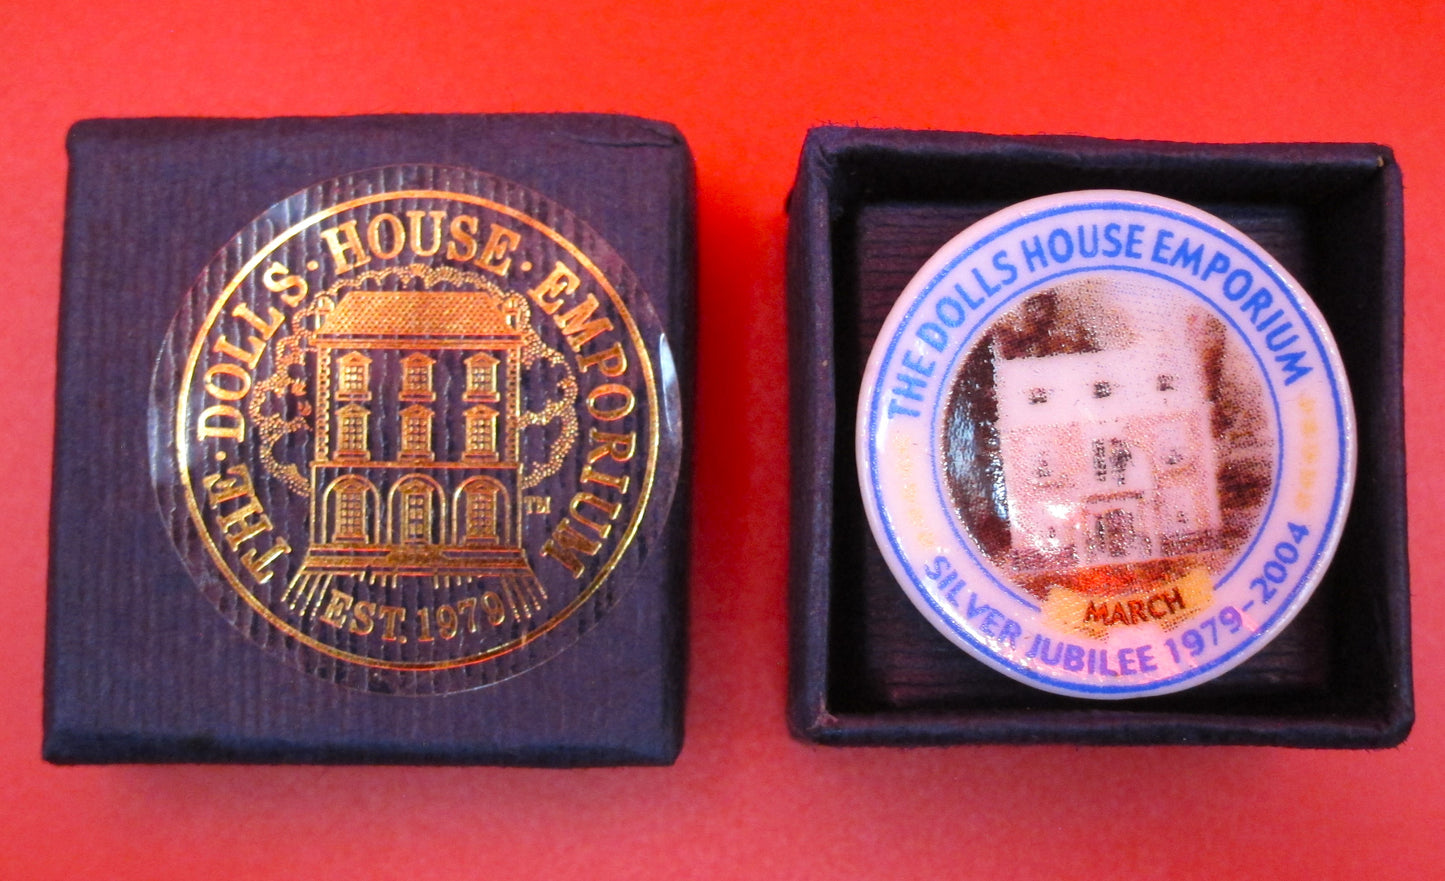 THE · DOLLS · HOUSE · EMPORIUM
TM
EST. 1979
THE DOLLS HOUSE EMPORIUM
MARCH
SILVER JUBILEE 1979-2004